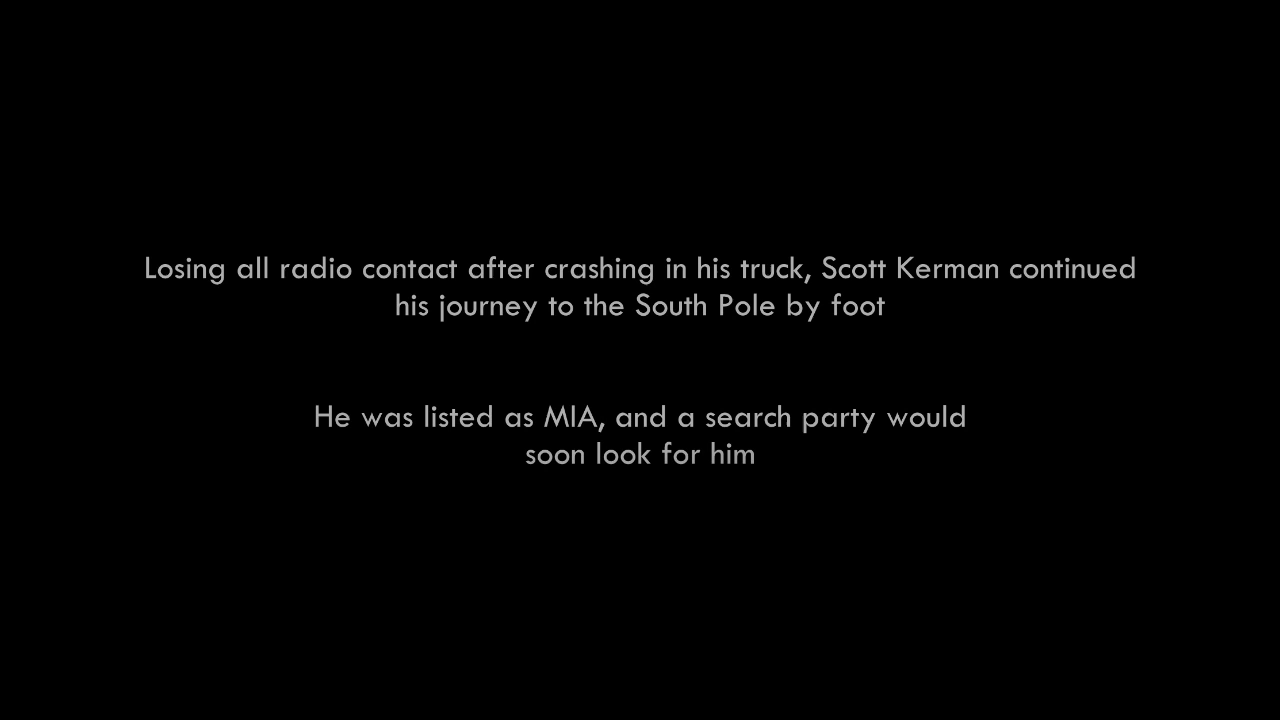 Losing all radio contact after crashing in his truck, Scott Kerman continued
his journey to the South Pole by foot
He was listed as MIA, and a search party would
soon look for him